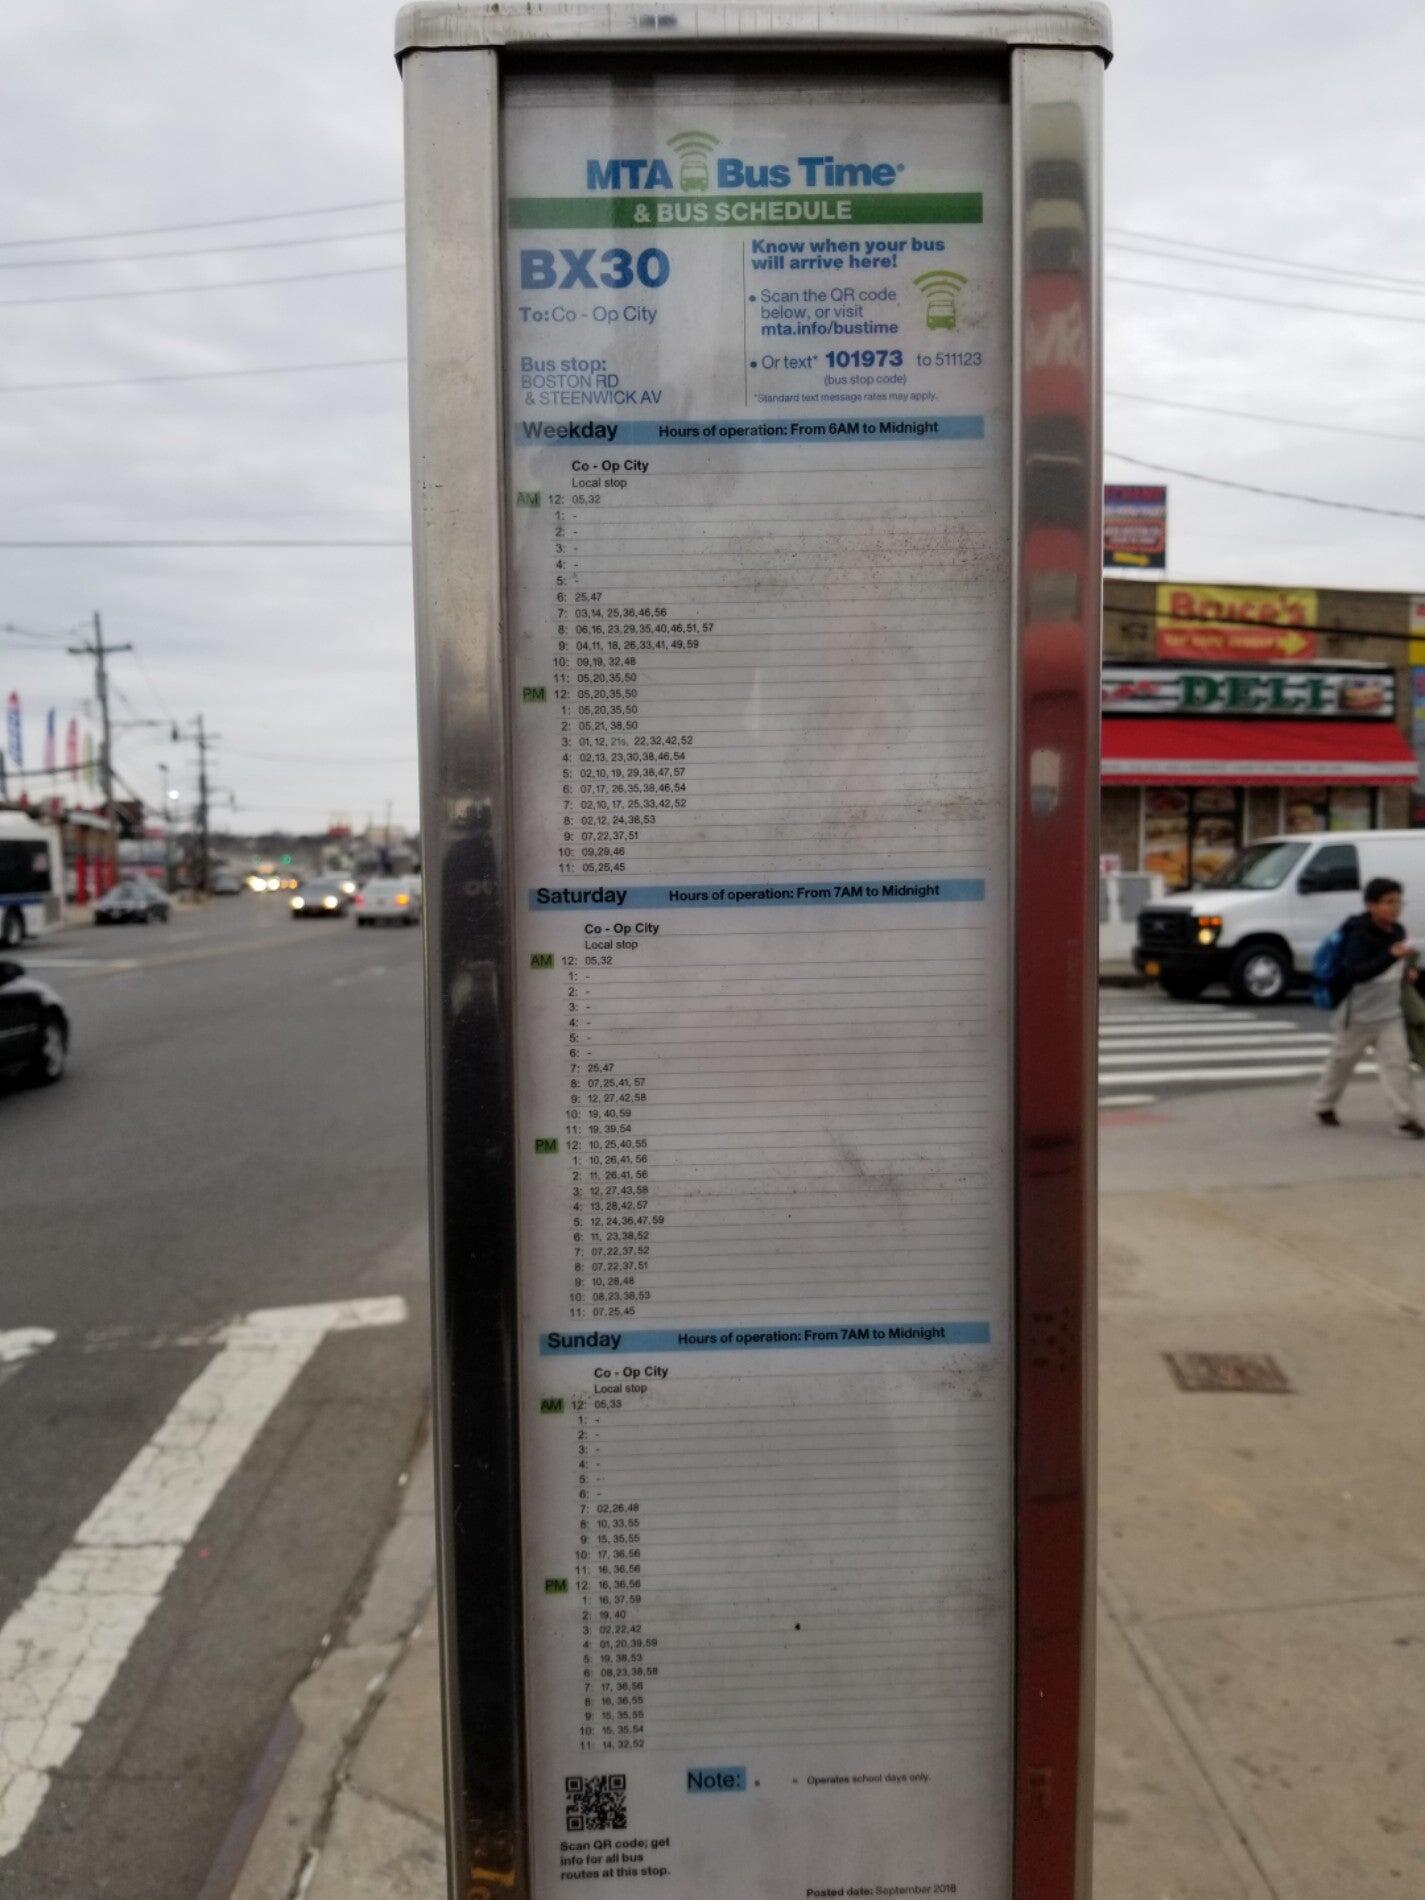 MTA Bus Time
& BUS SCHEDULE
BX30
To: Co - Op City
Bus stop:
BOSTON RD
& STEENWICK AV
Know when your bus
will arrive here!
• Scan the QR code
below, or visit
mta.info/bustime
• Or text* 101973 to 511123
(bus stop code)
*Standard text message rates may apply.
Weekday Hours of operation: From 6AM to Midnight
Co - Op City
Local stop
AM 12: 05,32
1: -
2: -
3: -
4: -
5: -
6: 25,47
7: 03,14, 25,36,46,56
8: 06,16, 23,29,35,40,46,51, 57
9: 04,11, 18, 26,33,41, 49,59
10: 09,19, 32,48
11: 05,20,35,50
PM 12: 05,20,35,50
1: 05,20,35,50
2: 05,21, 38,50
3: 01, 12, 21s, 22,32,42,52
4: 02,13, 23,30,38,46,54
5: 02,10, 19, 29,38,47,57
6: 07,17, 26,35,38,46,54
7: 02,10, 17, 25,33,42,52
8: 02,12, 24,38,53
9: 07,22,37,51
10: 09,29,46
11: 05,25,45
Saturday Hours of operation: From 7AM to Midnight
Co - Op City
Local stop
AM 12: 05,32
1: -
2: -
3: -
4: -
5: -
6: -
7: 25,47
8: 07,25,41, 57
9: 12, 27,42,58
10: 19, 40,59
11: 19, 39,54
PM 12: 10, 25,40,55
1: 10, 26,41, 56
2: 11, 26,41, 56
3: 12, 27,43,58
4: 13, 28,42,57
5: 12, 24,36,47,59
6: 11, 23,38,52
7: 07,22,37,52
8: 07,22,37,51
9: 10, 28,48
10: 08,23,38,53
11: 07,25,45
Sunday Hours of operation: From 7AM to Midnight
Co - Op City
Local stop
AM 12: 05,33
1: -
2: -
3: -
4: -
5: -
6: -
7: 02,26,48
8: 10, 33,55
9: 15, 35,55
10: 17, 36,56
11: 16, 36,56
PM 12: 16, 36,56
1: 16, 37,59
2: 19, 40
3: 02,22,42
4: 01, 20,39,59
5: 19, 38,53
6: 08,23,38,58
7: 17, 36,56
8: 16, 36,55
9: 15, 35,55
10: 15, 35,54
11: 14, 32,52
Note: s = Operates school days only.
Scan QR code; get
info for all bus
routes at this stop.
Posted date: September 2018
Bruce's
DELI